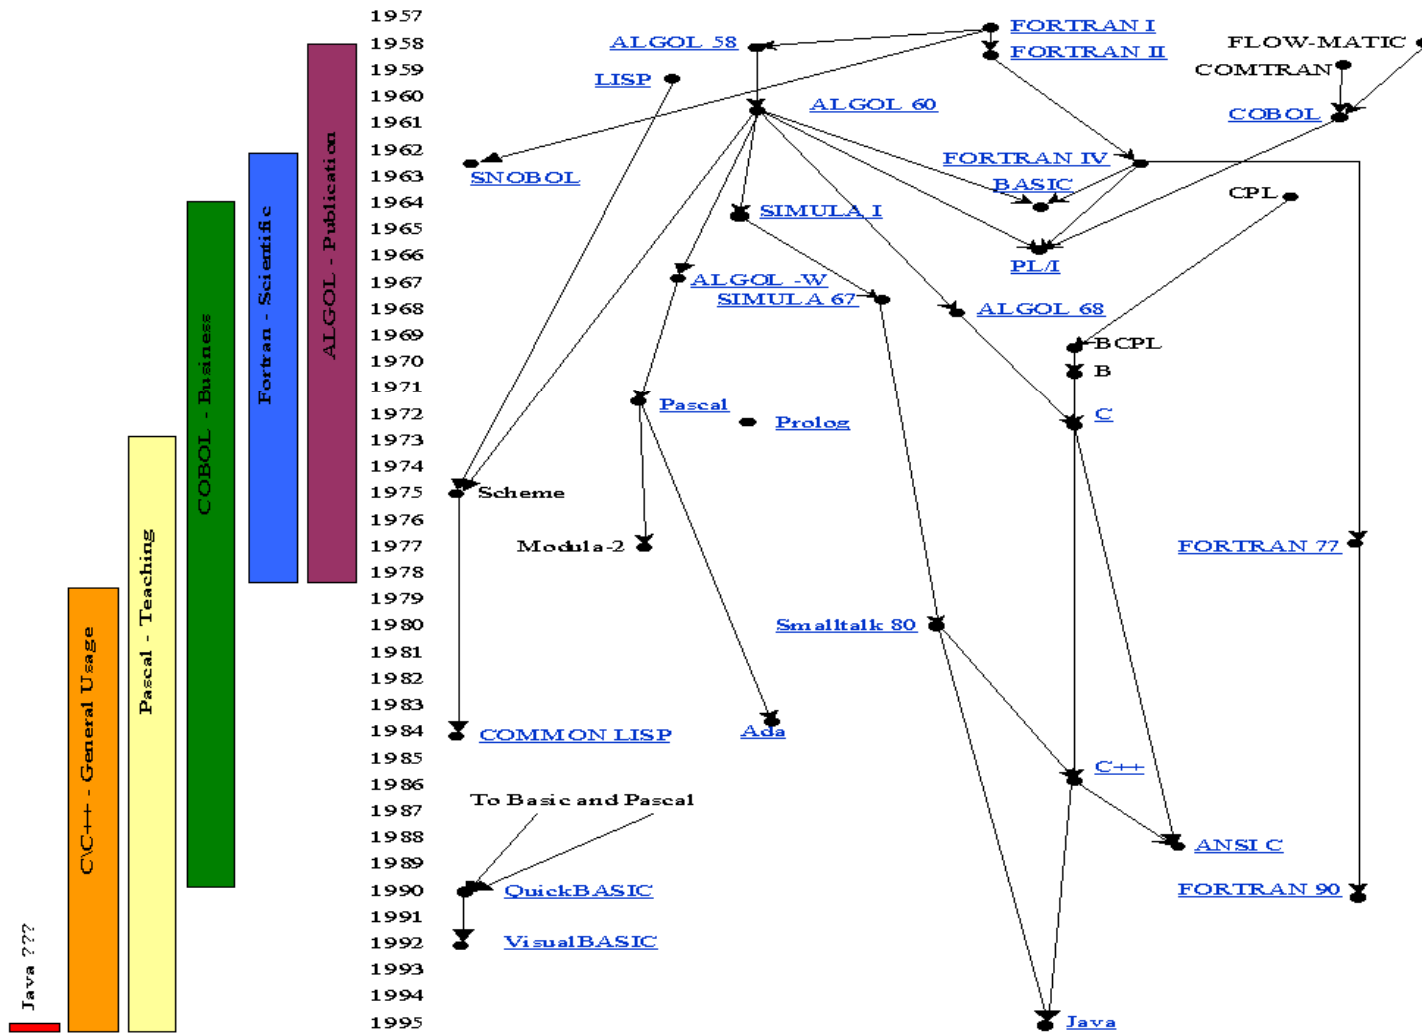 1957
FORTRAN I
1958
ALGOL 58
FORTRAN II
FLOW-MATIC
1959
LISP
COMTRAN
1960
ALGOL 60
COBOL
1961
1962
FORTRAN IV
1963
SNOBOL
BASIC
1964
SIMULA I
CPL
1965
1966
PL/I
1967
ALGOL -W
SIMULA 67
1968
ALGOL 68
1969
BCPL
1970
B
1971
Pascal
1972
Prolog
C
1973
1974
1975
Scheme
1976
1977
Modula-2
FORTRAN 77
1978
1979
1980
Smalltalk 80
1981
1982
1983
1984
COMMON LISP
Ada
1985
C++
1986
To Basic and Pascal
1987
1988
ANSI C
1989
1990
QuickBASIC
FORTRAN 90
1991
1992
VisualBASIC
1993
1994
1995
Java
Java ???
C\C++ - General Usage
Pascal - Teaching
COBOL - Business
Fortran - Scientific
ALGOL - Publication